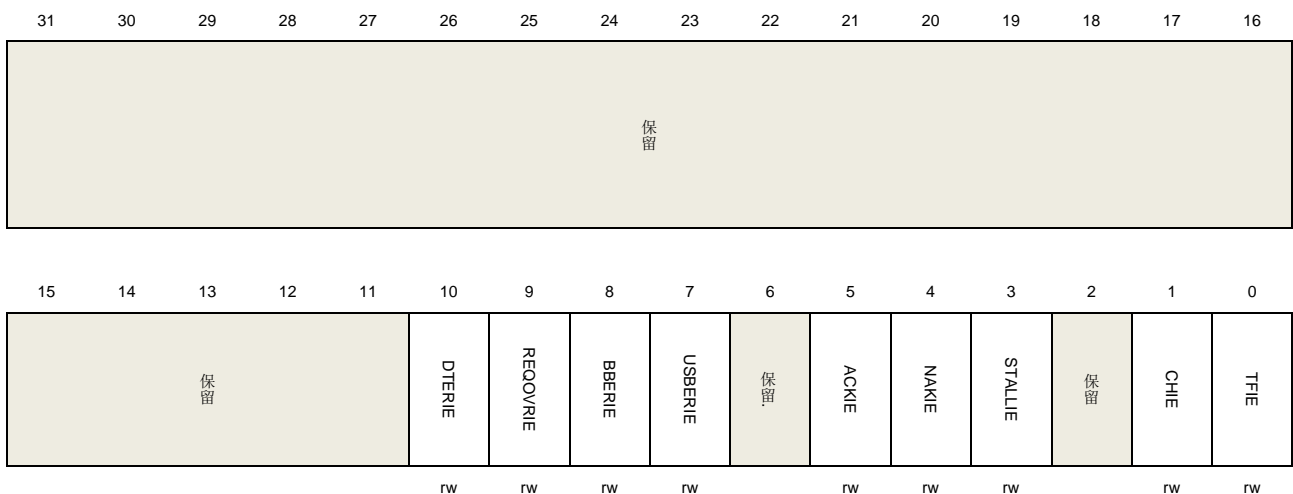 31 30 29 28 27 26 25 24 23 22 21 20 19 18 17 16
保留
15 14 13 12 11 10 9 8 7 6 5 4 3 2 1 0
保留 DTERIE REQOVRIE BBERIE USBERIE 保留. ACKIE NAKIE STALLIE 保留 CHIE TFIE
rw rw rw rw rw rw rw rw rw